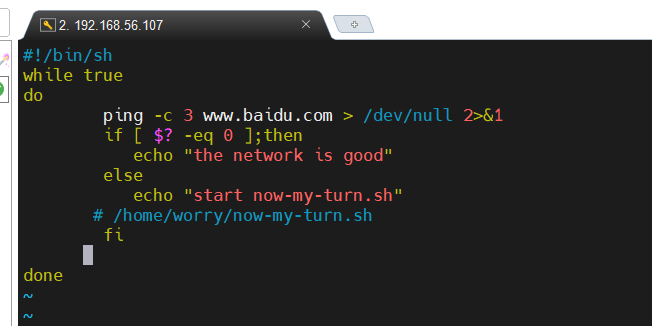 2. 192.168.56.107
#!/bin/sh
while true
do
ping -c 3 www.baidu.com > /dev/null 2>&1
if [ $? -eq 0 ];then
echo "the network is good"
else
echo "start now-my-turn.sh"
# /home/worry/now-my-turn.sh
fi
done
~
~